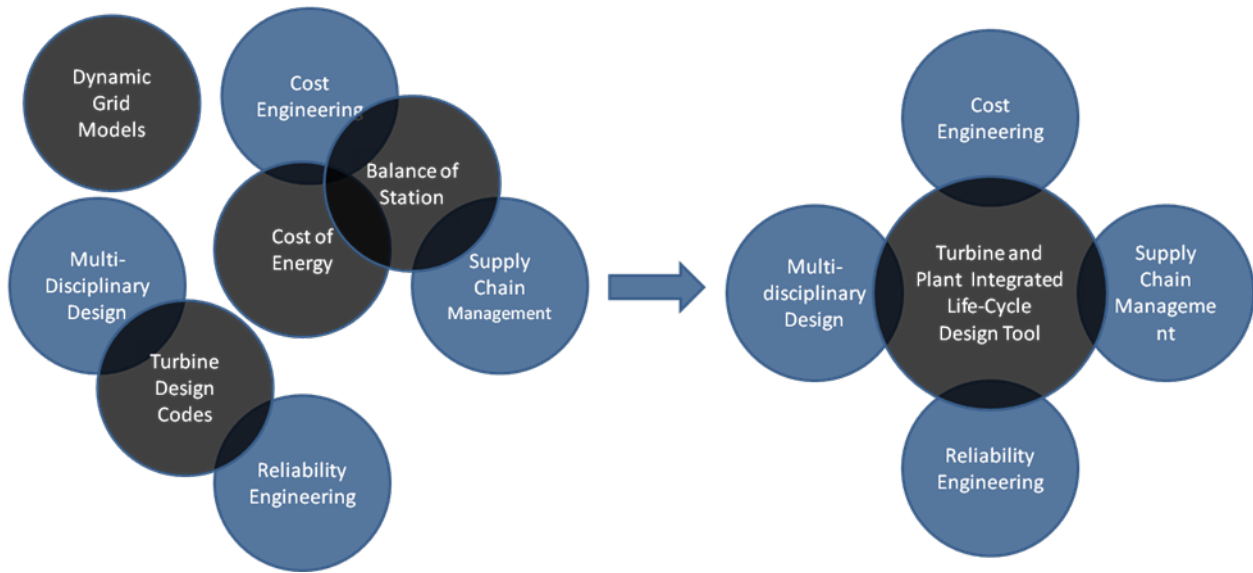 Dynamic
Grid
Models
Cost
Engineering
Balance of
Station
Cost of
Energy
Multi-
Disciplinary
Design
Supply
Chain
Management
Turbine
Design
Codes
Reliability
Engineering
Cost
Engineering
Multi-
disciplinary
Design
Turbine and
Plant Integrated
Life-Cycle
Design Tool
Supply
Chain
Manageme
nt
Reliability
Engineering